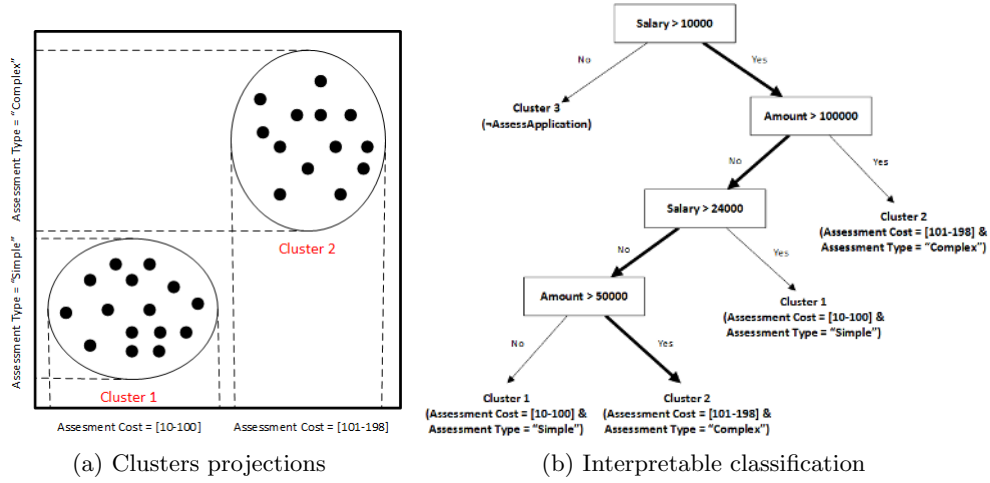 Assessment Type = "Complex"
Assessment Type = "Simple"
Cluster 2
Cluster 1
Assesment Cost = [10-100]
Assesment Cost = [101-198]
(a) Clusters projections
Salary > 10000
No
Yes
Cluster 3
(¬AssessApplication)
Amount > 100000
No
Yes
Salary > 24000
Cluster 2
(Assessment Cost = [101-198] &
Assessment Type = "Complex")
No
Yes
Amount > 50000
Cluster 1
(Assessment Cost = [10-100] &
Assessment Type = "Simple")
No
Yes
Cluster 1
(Assessment Cost = [10-100] &
Assessment Type = "Simple")
Cluster 2
(Assessment Cost = [101-198] &
Assessment Type = "Complex")
(b) Interpretable classification